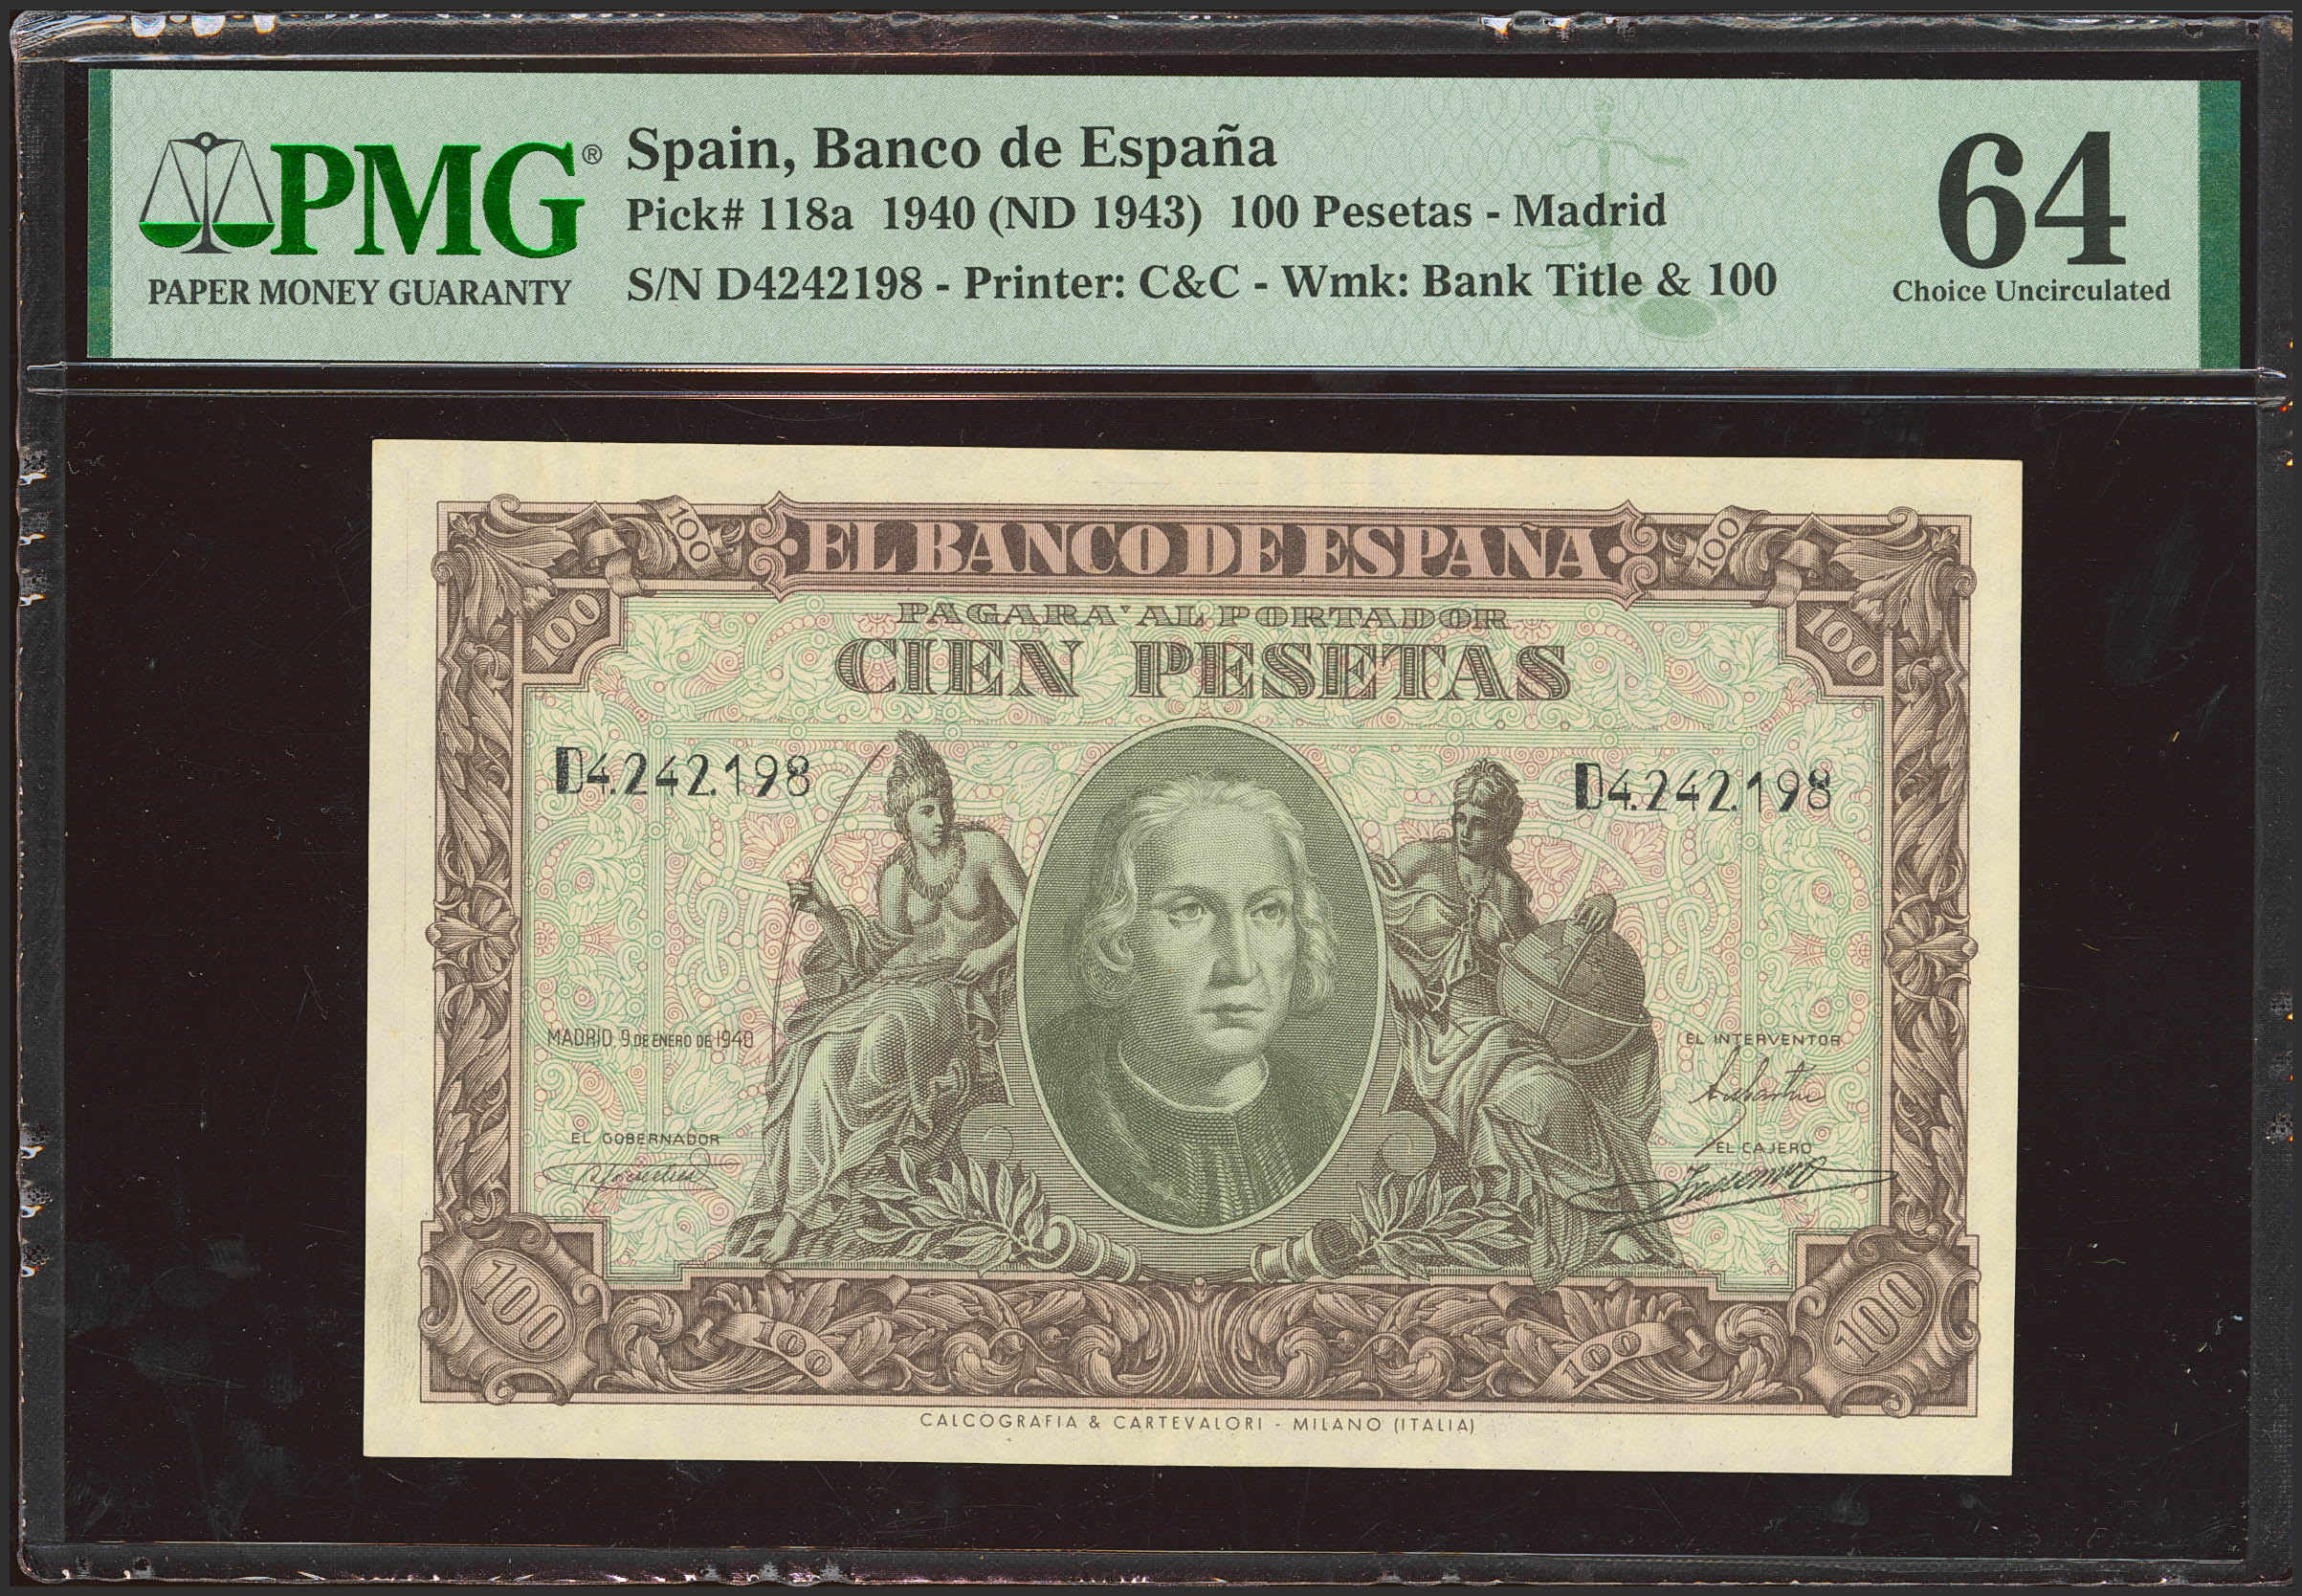 PMG®
PAPER MONEY GUARANTY
Spain, Banco de España
Pick# 118a 1940 (ND 1943) 100 Pesetas - Madrid
S/N D4242198 - Printer: C&C - Wmk: Bank Title & 100
64
Choice Uncirculated
100 EL BANCO DE ESPAÑA 100
100 PAGARA' AL PORTADOR 100
CIEN PESETAS
D4.242.198 D4.242.198
MADRID, 9 DE ENERO DE 1940
EL INTERVENTOR
EL GOBERNADOR
EL CAJERO
100 100 100 100
CALCOGRAFIA & CARTEVALORI - MILANO (ITALIA)